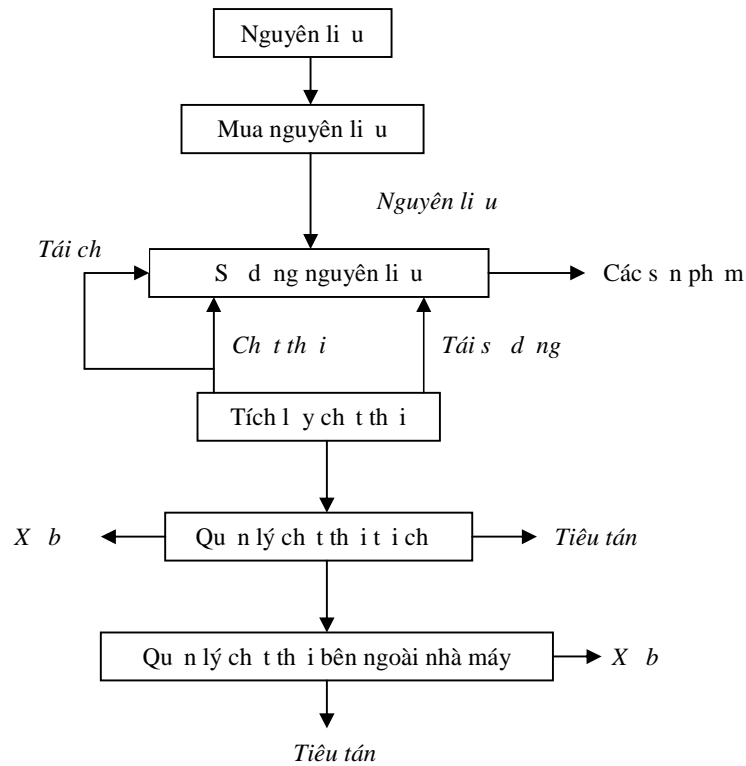 Nguyên li u
Mua nguyên li u
Nguyên li u
Tái ch
S d ng nguyên li u
Các s n ph m
Ch t th i
Tái s d ng
Tích l y ch t th i
X b
Qu n lý ch t th i t i ch
Tiêu tán
Qu n lý ch t th i bên ngoài nhà máy
X b
Tiêu tán